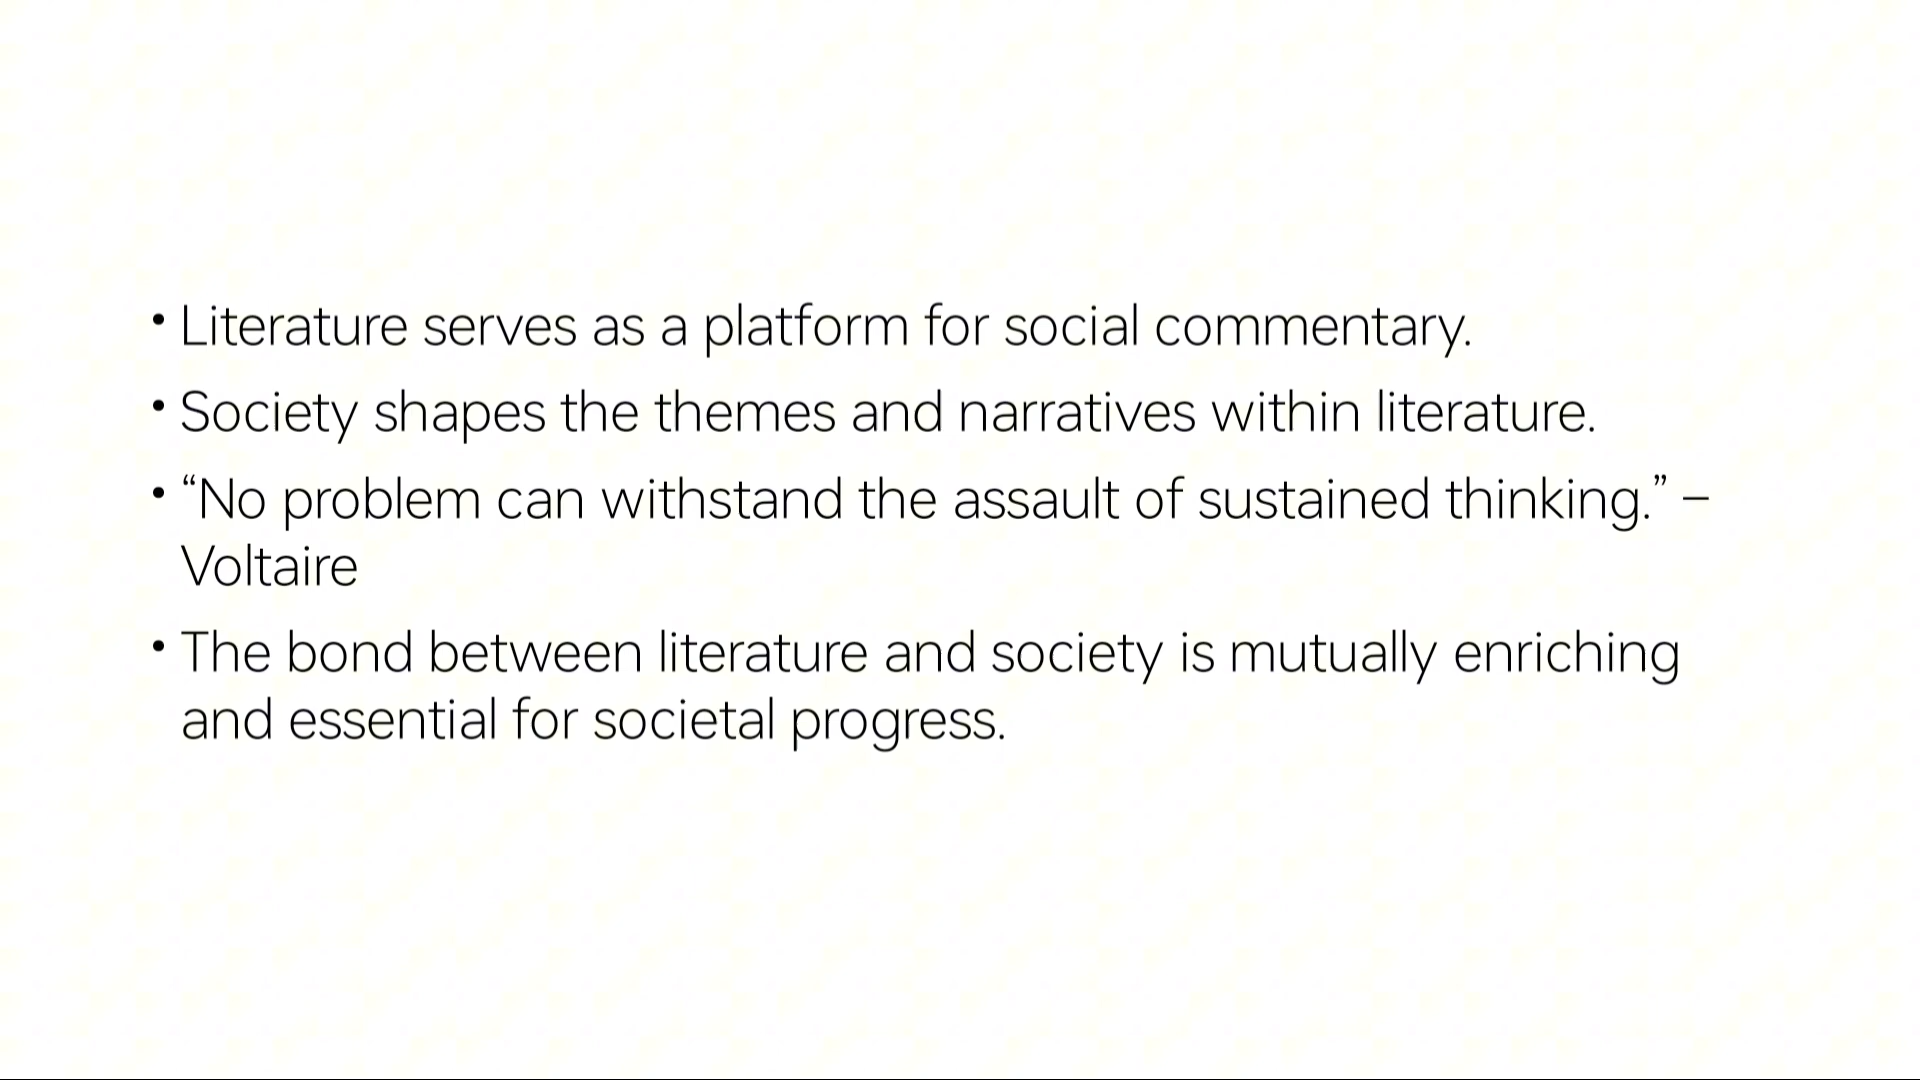 • Literature serves as a platform for social commentary.
• Society shapes the themes and narratives within literature.
• “No problem can withstand the assault of sustained thinking.” –
Voltaire
• The bond between literature and society is mutually enriching
and essential for societal progress.